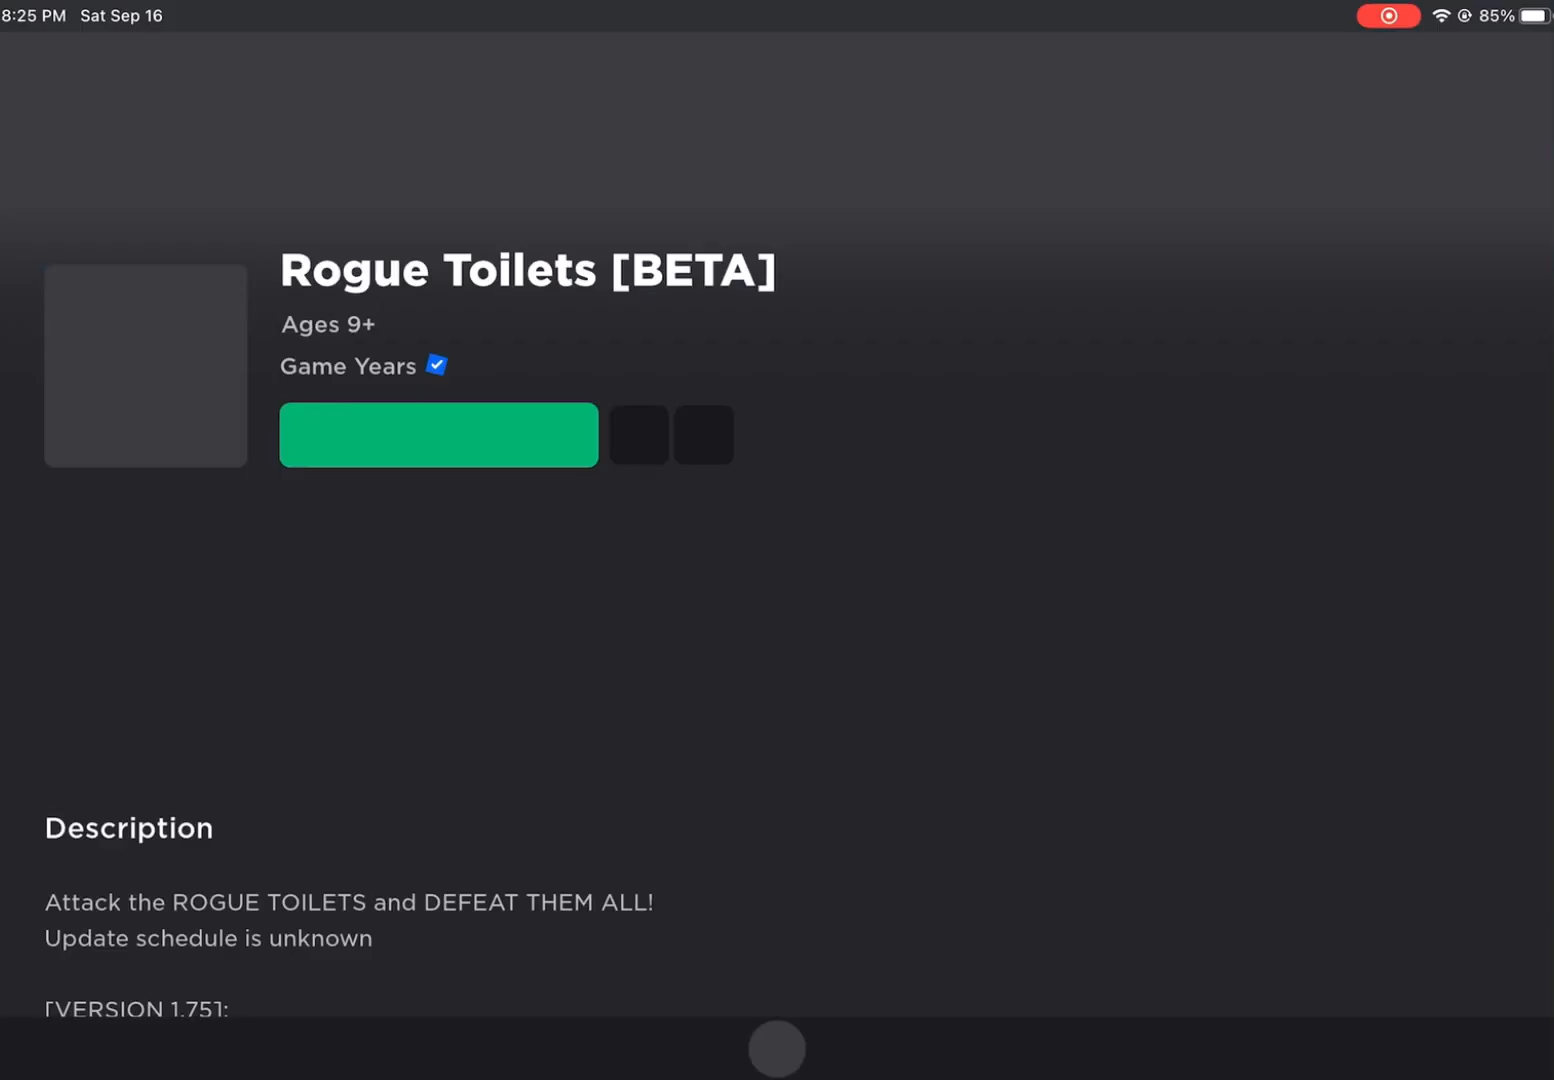 8:25 PM Sat Sep 16
85%
Rogue Toilets [BETA]
Ages 9+
Game Years
Description
Attack the ROGUE TOILETS and DEFEAT THEM ALL!
Update schedule is unknown
[VERSION 1.75]: